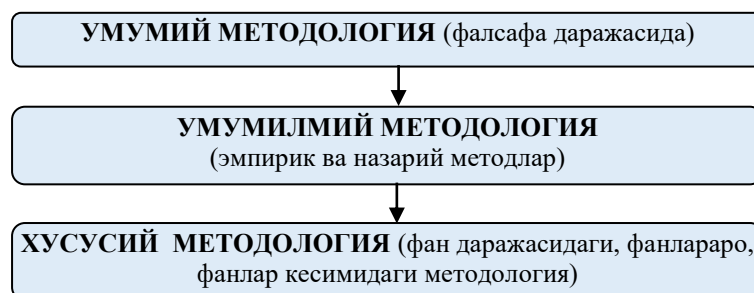 УМУМИЙ МЕТОДОЛОГИЯ (фалсафа даражасида)
УМУМИЛМИЙ МЕТОДОЛОГИЯ
(эмпирик ва назарий методлар)
ХУСУСИЙ МЕТОДОЛОГИЯ (фан даражасидаги, фанлараро,
фанлар кесимидаги методология)